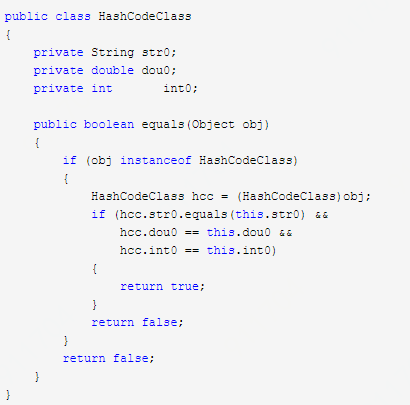 public class HashCodeClass
{
    private String str0;
    private double dou0;
    private int       int0;

    public boolean equals(Object obj)
    {
        if (obj instanceof HashCodeClass)
        {
            HashCodeClass hcc = (HashCodeClass)obj;
            if (hcc.str0.equals(this.str0) &&
                hcc.dou0 == this.dou0 &&
                hcc.int0 == this.int0)
            {
                return true;
            }
            return false;
        }
        return false;
    }
}